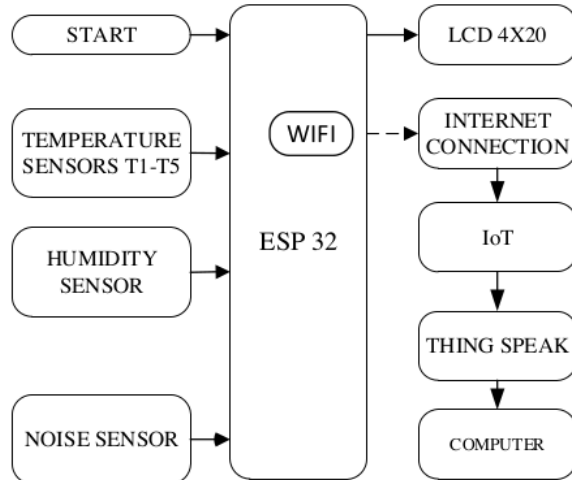 START
TEMPERATURE
SENSORS T1-T5
HUMIDITY
SENSOR
NOISE SENSOR
WIFI
ESP 32
LCD 4X20
INTERNET
CONNECTION
IoT
THING SPEAK
COMPUTER